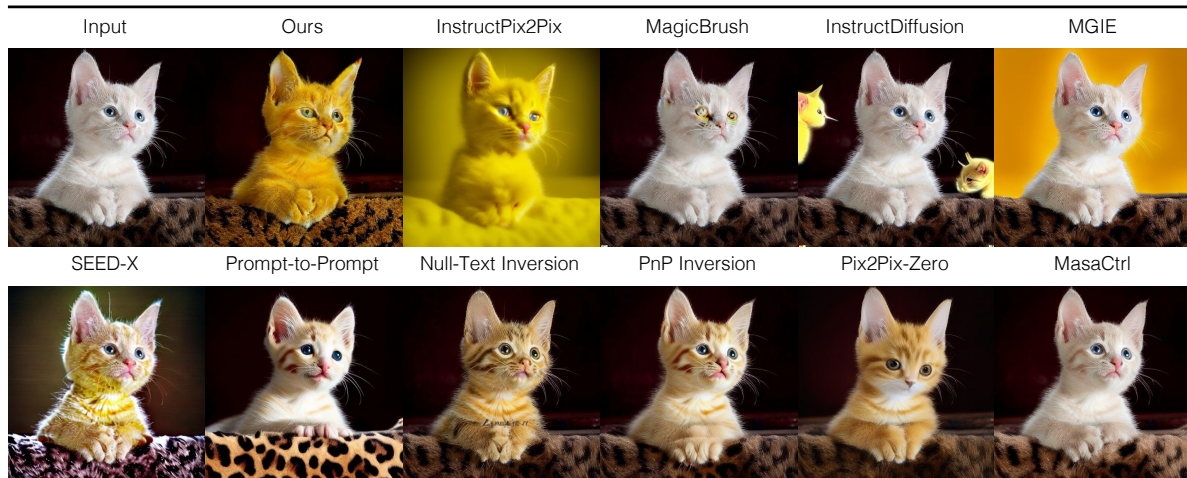 Input Ours InstructPix2Pix MagicBrush InstructDiffusion MGIE
SEED-X Prompt-to-Prompt Null-Text Inversion PnP Inversion Pix2Pix-Zero MasaCtrl